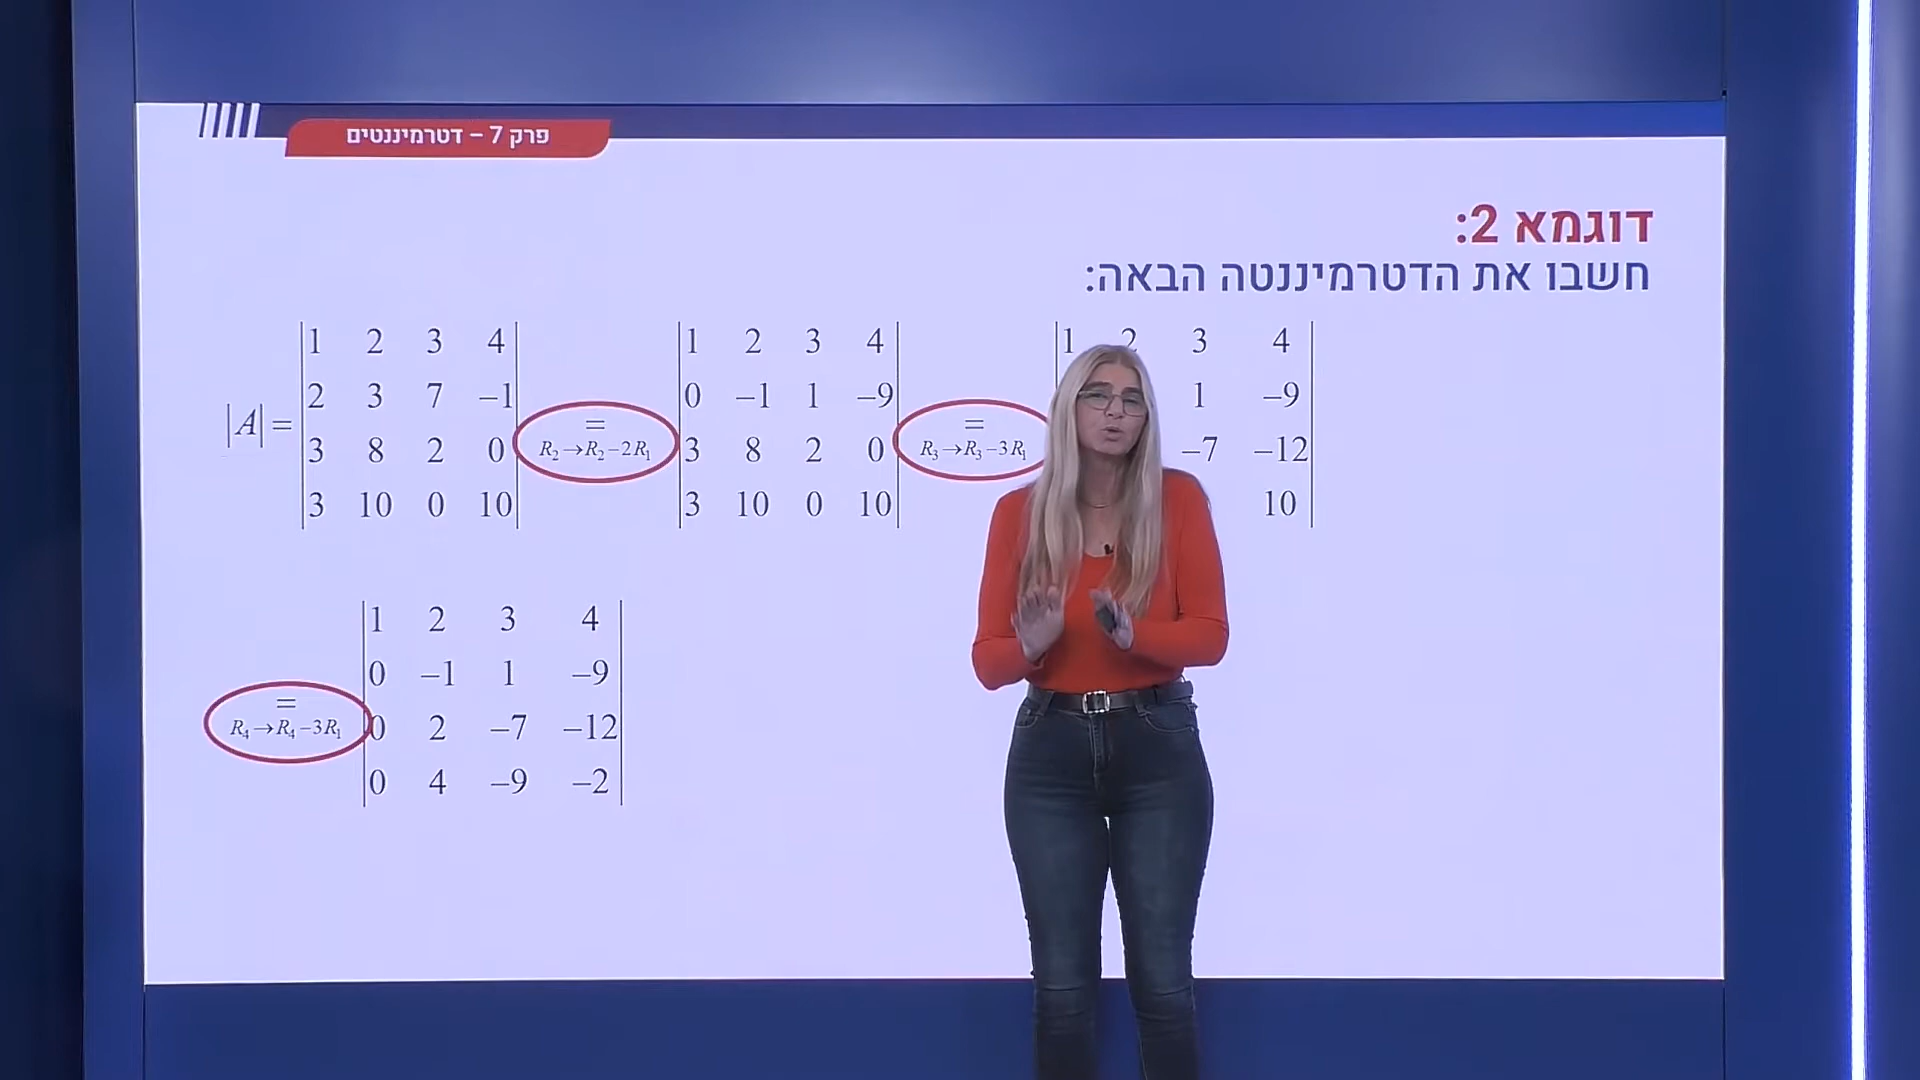 פרק 7 – דטרמיננטים
דוגמא 2:
חשבו את הדטרמיננטה הבאה:
|A| =
1 2 3 4
2 3 7 –1
3 8 2 0
3 10 0 10
=
R₂→R₂–2R₁
1 2 3 4
0 –1 1 –9
3 8 2 0
3 10 0 10
=
R₃→R₃–3R₁
1 2 3 4
1 –9
–7 –12
10
=
R₄→R₄–3R₁
1 2 3 4
0 –1 1 –9
0 2 –7 –12
0 4 –9 –2